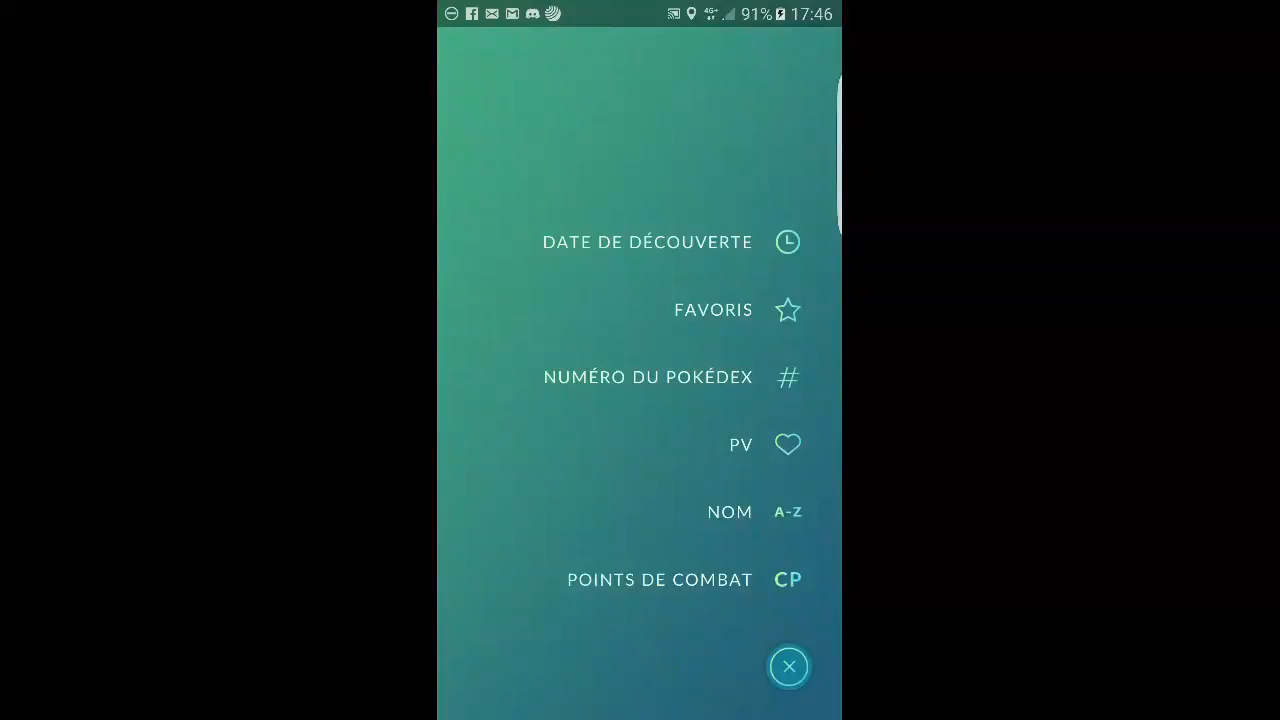 91% 17:46
DATE DE DÉCOUVERTE
FAVORIS
NUMÉRO DU POKÉDEX #
PV
NOM A-Z
POINTS DE COMBAT CP